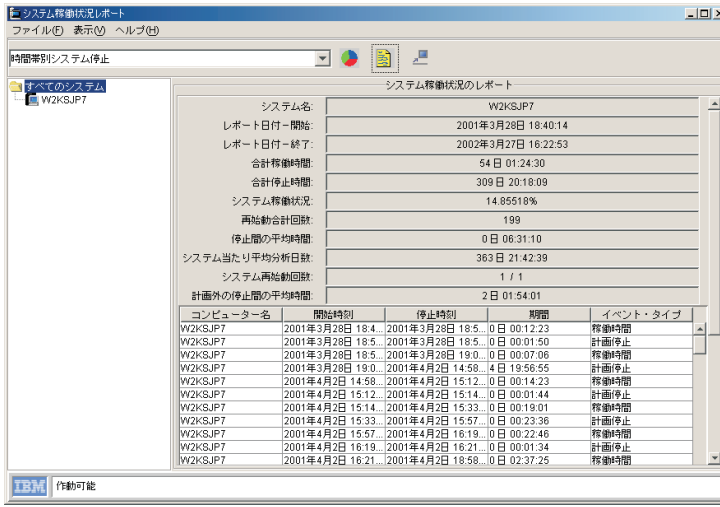 システム稼働状況レポート
ファイル(F) 表示(V) ヘルプ(H)
時間帯別システム停止
すべてのシステム
W2KSJP7
システム稼働状況のレポート
システム名: W2KSJP7
レポート日付－開始: 2001年3月28日 18:40:14
レポート日付－終了: 2002年3月27日 16:22:53
合計稼働時間: 54 日 01:24:30
合計停止時間: 309 日 20:18:09
システム稼働状況: 14.85518%
再始動合計回数: 199
停止間の平均時間: 0 日 06:31:10
システム当たり平均分析日数: 363 日 21:42:39
システム再始動回数: 1 / 1
計画外の停止間の平均時間: 2 日 01:54:01
コンピューター名 開始時刻 停止時刻 期間 イベント・タイプ
W2KSJP7 2001年3月28日 18:4... 2001年3月28日 18:5... 0 日 00:12:23 稼働時間
W2KSJP7 2001年3月28日 18:5... 2001年3月28日 18:5... 0 日 00:01:50 計画停止
W2KSJP7 2001年3月28日 18:5... 2001年3月28日 19:0... 0 日 00:07:06 稼働時間
W2KSJP7 2001年3月28日 19:0... 2001年4月2日 14:58... 4 日 19:56:55 計画停止
W2KSJP7 2001年4月2日 14:58... 2001年4月2日 15:12... 0 日 00:14:23 稼働時間
W2KSJP7 2001年4月2日 15:12... 2001年4月2日 15:14... 0 日 00:01:44 計画停止
W2KSJP7 2001年4月2日 15:14... 2001年4月2日 15:33... 0 日 00:19:01 稼働時間
W2KSJP7 2001年4月2日 15:33... 2001年4月2日 15:57... 0 日 00:23:36 計画停止
W2KSJP7 2001年4月2日 15:57... 2001年4月2日 16:19... 0 日 00:22:46 稼働時間
W2KSJP7 2001年4月2日 16:19... 2001年4月2日 16:21... 0 日 00:01:34 計画停止
W2KSJP7 2001年4月2日 16:21... 2001年4月2日 18:58... 0 日 02:37:25 稼働時間
IBM 作動可能